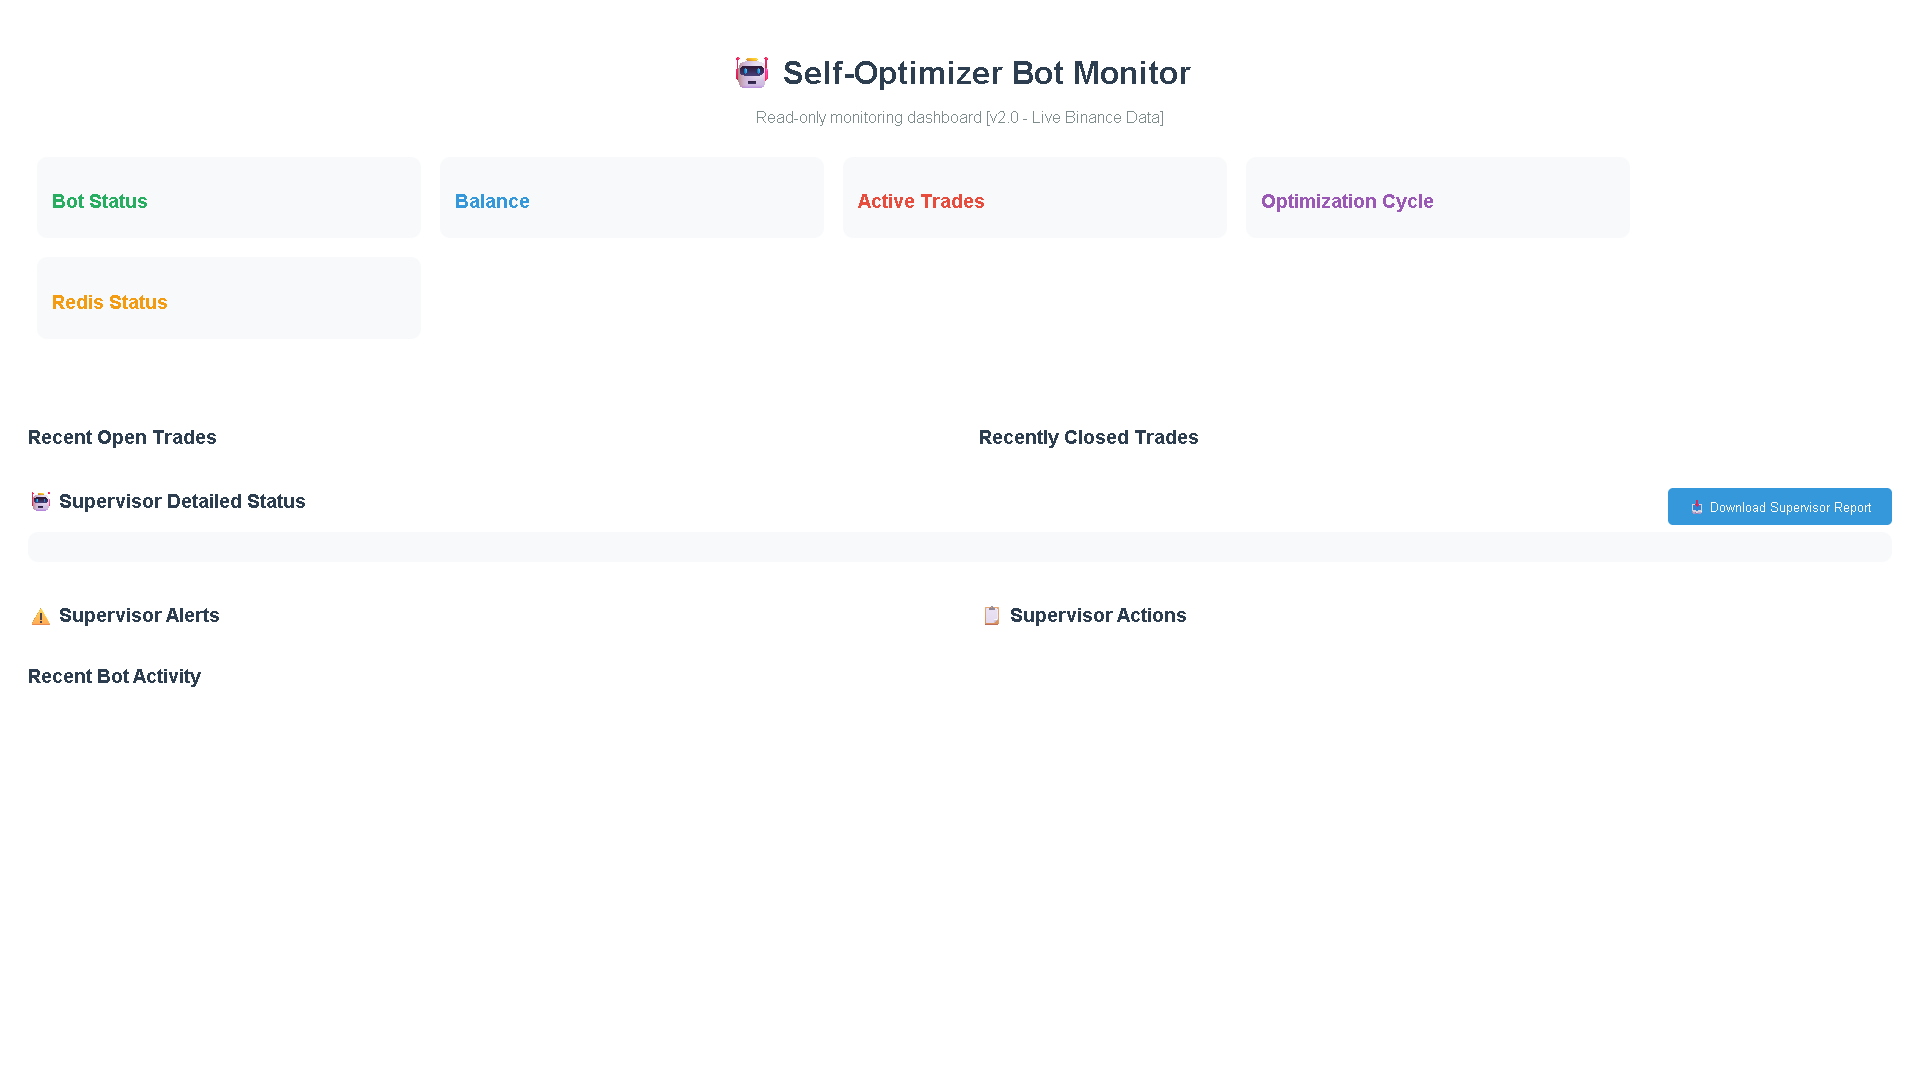 Self-Optimizer Bot Monitor
Read-only monitoring dashboard [v2.0 - Live Binance Data]
Bot Status
Balance
Active Trades
Optimization Cycle
Redis Status
Recent Open Trades
Recently Closed Trades
Supervisor Detailed Status
Download Supervisor Report
Supervisor Alerts
Supervisor Actions
Recent Bot Activity